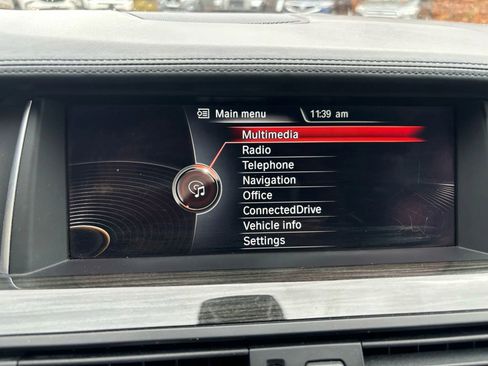 Main menu 11:39 am
Multimedia
Radio
Telephone
Navigation
Office
ConnectedDrive
Vehicle info
Settings